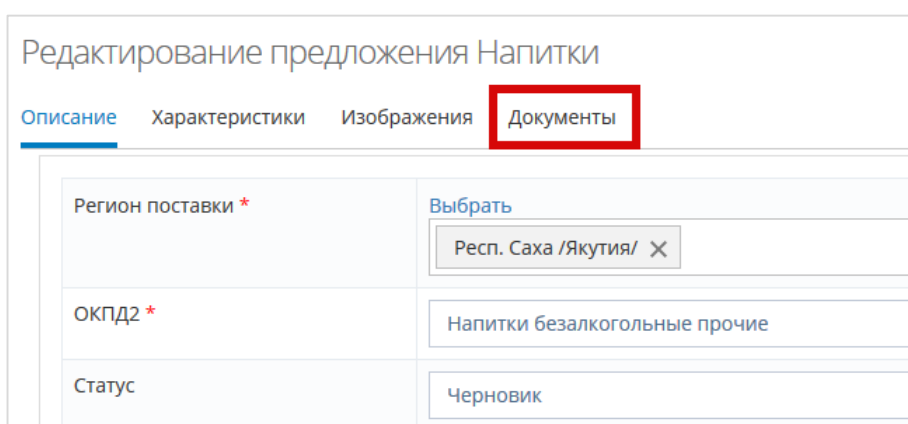 Редактирование предложения Напитки
Описание Характеристики Изображения Документы
Регион поставки * Выбрать
Респ. Саха /Якутия/ ×
ОКПД2 * Напитки безалкогольные прочие
Статус Черновик